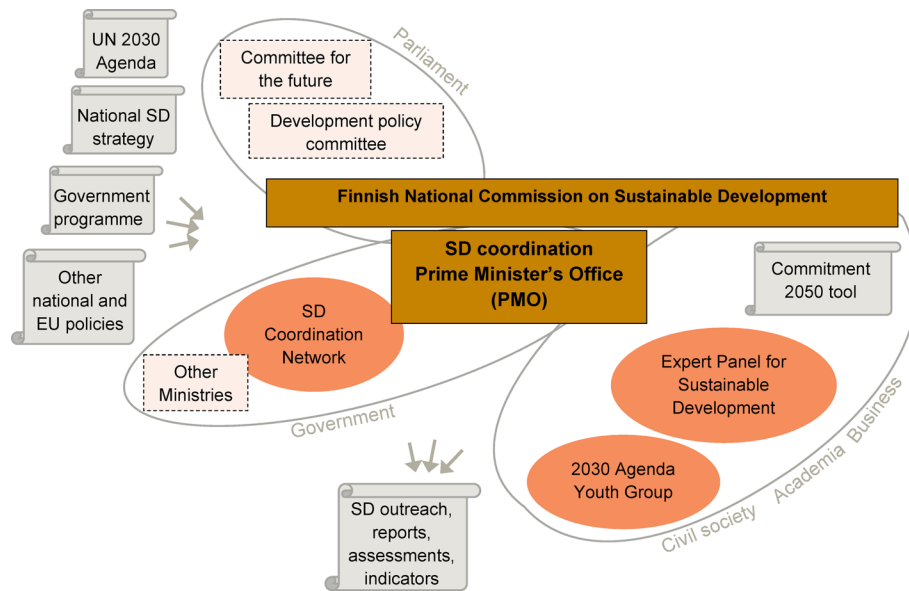 UN 2030
Agenda
National SD
strategy
Government
programme
Other
national and
EU policies
Parliament
Committee for
the future
Development policy
committee
Finnish National Commission on Sustainable Development
SD coordination
Prime Minister’s Office
(PMO)
SD
Coordination
Network
Other
Ministries
Government
Commitment
2050 tool
Expert Panel for
Sustainable
Development
2030 Agenda
Youth Group
Civil society Academia Business
SD outreach,
reports,
assessments,
indicators